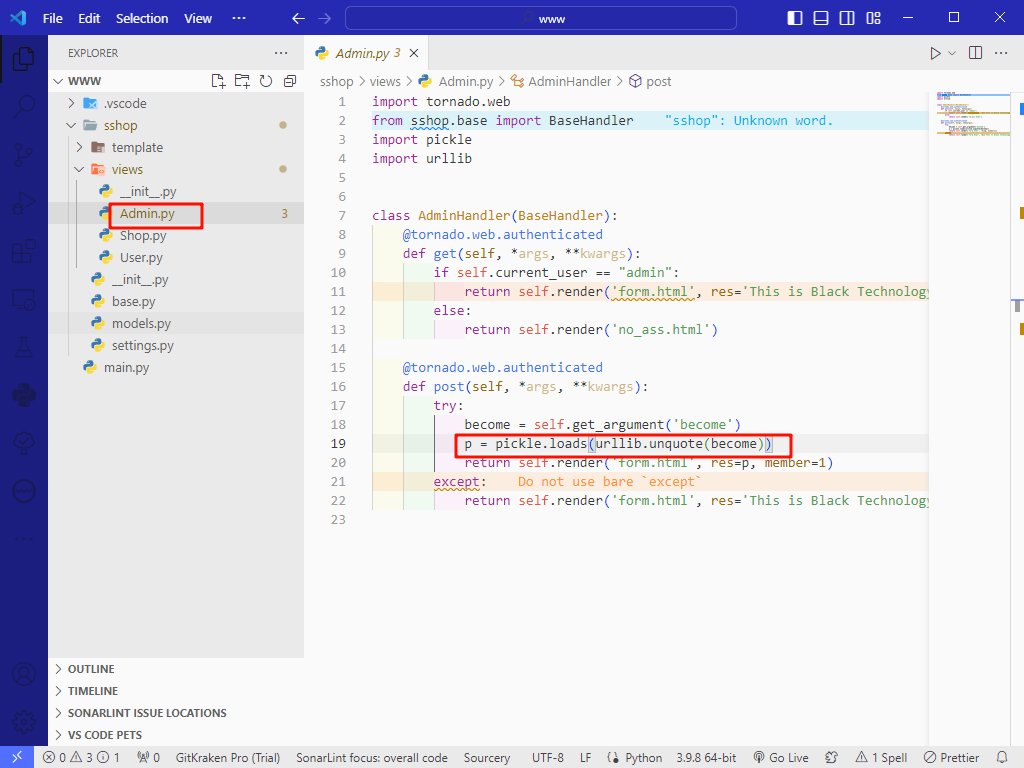 File Edit Selection View ··· www
EXPLORER
Admin.py 3
WWW
sshop > views > Admin.py > AdminHandler > post
.vscode
sshop
template
views
__init__.py
Admin.py 3
Shop.py
User.py
__init__.py
base.py
models.py
settings.py
main.py
1 import tornado.web
2 from sshop.base import BaseHandler "sshop": Unknown word.
3 import pickle
4 import urllib
5
6
7 class AdminHandler(BaseHandler):
8 @tornado.web.authenticated
9 def get(self, *args, **kwargs):
10 if self.current_user == "admin":
11 return self.render('form.html', res='This is Black Technology
12 else:
13 return self.render('no_ass.html')
14
15 @tornado.web.authenticated
16 def post(self, *args, **kwargs):
17 try:
18 become = self.get_argument('become')
19 p = pickle.loads(urllib.unquote(become))
20 return self.render('form.html', res=p, member=1)
21 except: Do not use bare `except`
22 return self.render('form.html', res='This is Black Technology
23
OUTLINE
TIMELINE
SONARLINT ISSUE LOCATIONS
VS CODE PETS
0 3 1 0 GitKraken Pro (Trial) SonarLint focus: overall code Sourcery UTF-8 LF Python 3.9.8 64-bit Go Live 1 Spell Prettier